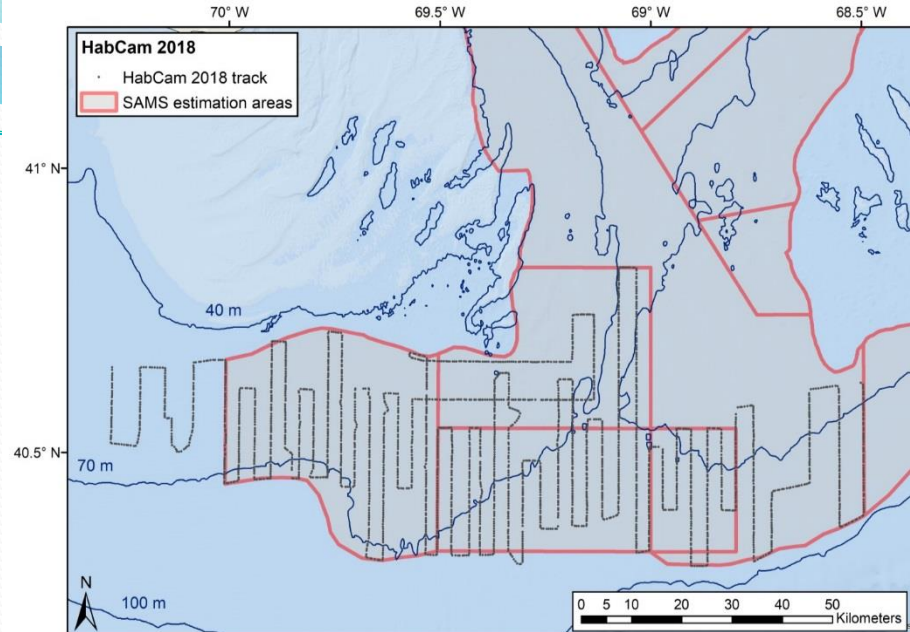 70° W 69.5° W 69° W 68.5° W
HabCam 2018
HabCam 2018 track
SAMS estimation areas
41° N
40 m
40.5° N
70 m
100 m
N
0 5 10 20 30 40 50
Kilometers